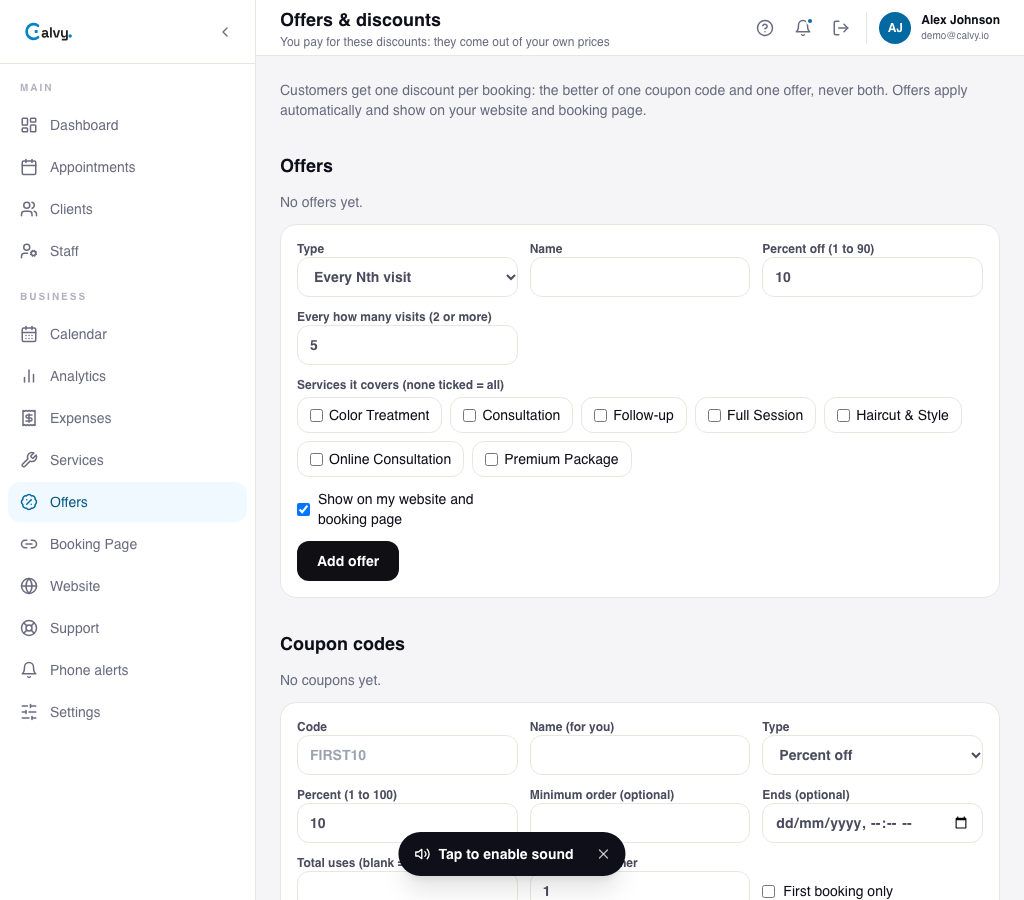 Calvy.
MAIN
Dashboard
Appointments
Clients
Staff
BUSINESS
Calendar
Analytics
Expenses
Services
Offers
Booking Page
Website
Support
Phone alerts
Settings
Offers & discounts
You pay for these discounts: they come out of your own prices
AJ
Alex Johnson
demo@calvy.io
Customers get one discount per booking: the better of one coupon code and one offer, never both. Offers apply
automatically and show on your website and booking page.
Offers
No offers yet.
Type Name Percent off (1 to 90)
Every Nth visit 10
Every how many visits (2 or more)
5
Services it covers (none ticked = all)
Color Treatment Consultation Follow-up Full Session Haircut & Style
Online Consultation Premium Package
Show on my website and
booking page
Add offer
Coupon codes
No coupons yet.
Code Name (for you) Type
FIRST10 Percent off
Percent (1 to 100) Minimum order (optional) Ends (optional)
10 dd/mm/yyyy, --:-- --
Tap to enable sound
Total uses (blank
1 First booking only